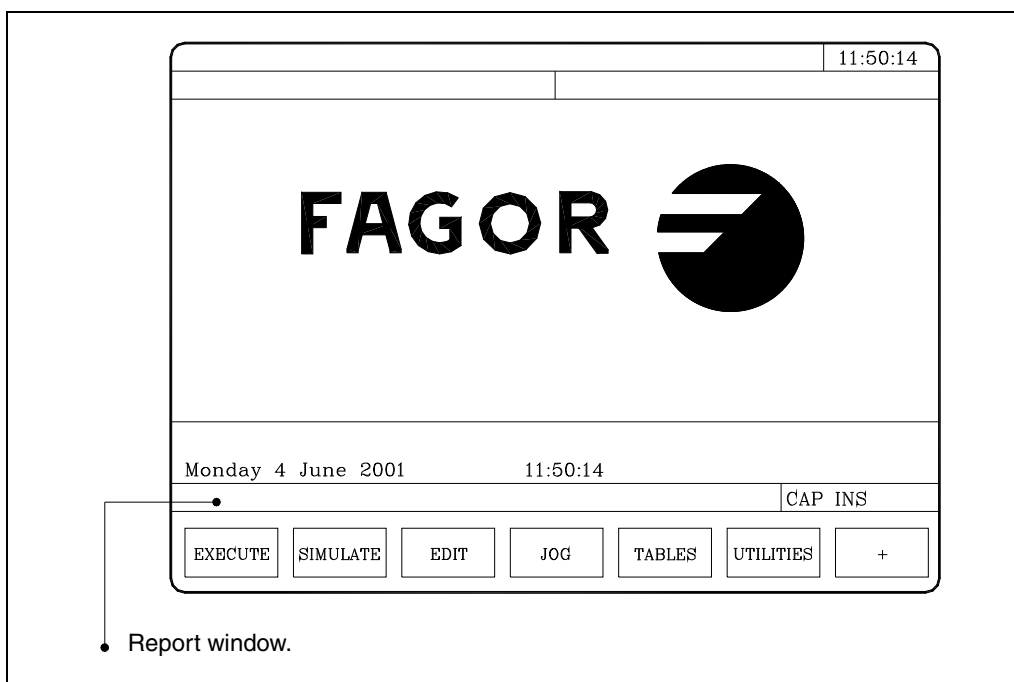 11:50:14
FAGOR
Monday 4 June 2001 11:50:14
CAP INS
EXECUTE SIMULATE EDIT JOG TABLES UTILITIES +
Report window.